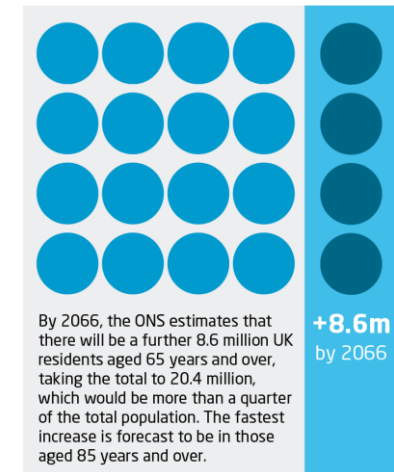 By 2066, the ONS estimates that
there will be a further 8.6 million UK
residents aged 65 years and over,
taking the total to 20.4 million,
which would be more than a quarter
of the total population. The fastest
increase is forecast to be in those
aged 85 years and over.
+8.6m
by 2066